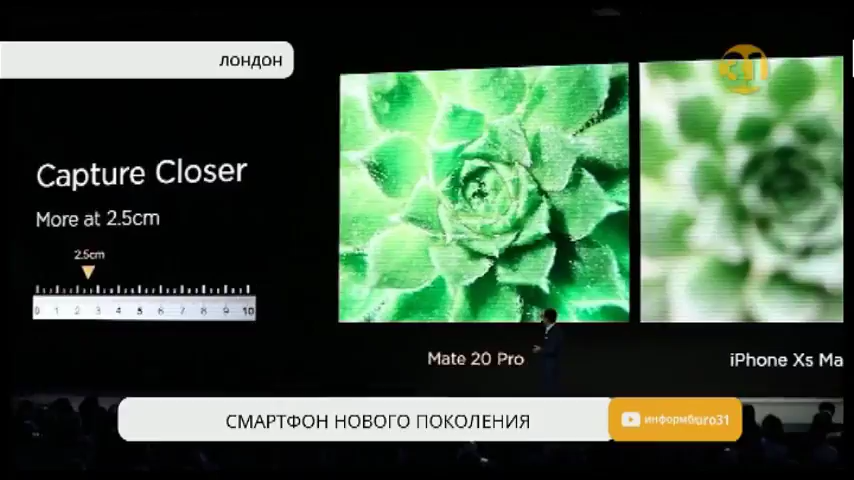 ЛОНДОН
31
Capture Closer
More at 2.5cm
2.5cm
0 1 2 3 4 5 6 7 8 9 10
Mate 20 Pro
iPhone Xs Ma
СМАРТФОН НОВОГО ПОКОЛЕНИЯ
информбuro31